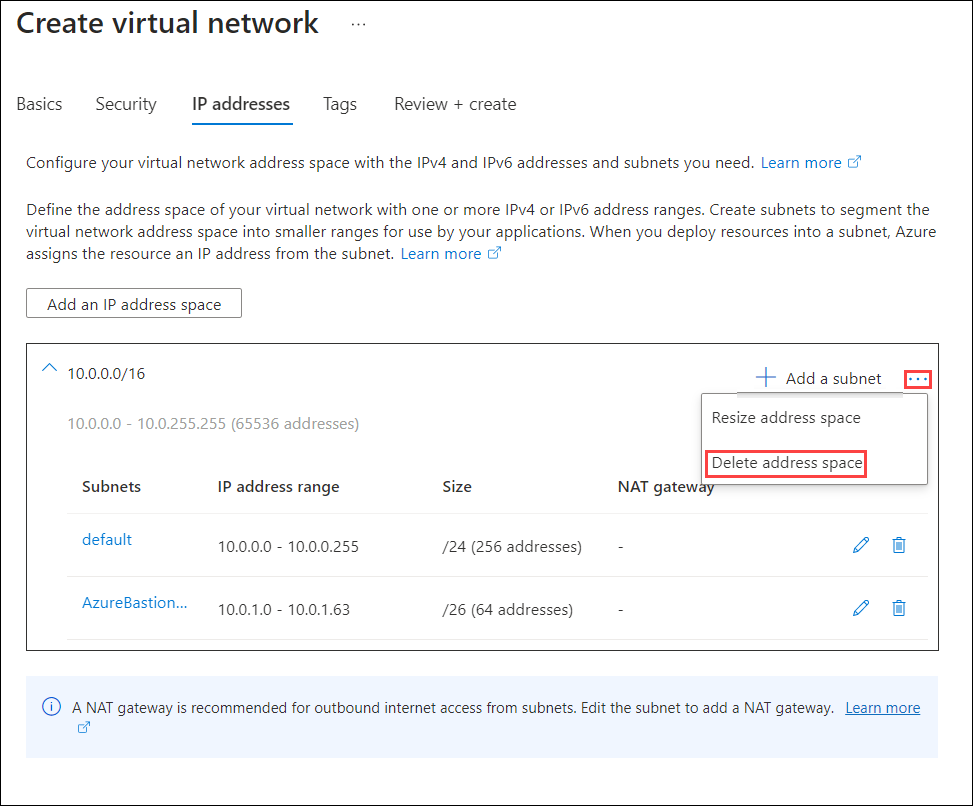 Create virtual network ...
Basics Security IP addresses Tags Review + create
Configure your virtual network address space with the IPv4 and IPv6 addresses and subnets you need. Learn more
Define the address space of your virtual network with one or more IPv4 or IPv6 address ranges. Create subnets to segment the
virtual network address space into smaller ranges for use by your applications. When you deploy resources into a subnet, Azure
assigns the resource an IP address from the subnet. Learn more
Add an IP address space
10.0.0.0/16
Add a subnet ...
10.0.0.0 - 10.0.255.255 (65536 addresses)
Resize address space
Delete address space
Subnets IP address range Size NAT gateway
default 10.0.0.0 - 10.0.0.255 /24 (256 addresses) -
AzureBastion... 10.0.1.0 - 10.0.1.63 /26 (64 addresses) -
A NAT gateway is recommended for outbound internet access from subnets. Edit the subnet to add a NAT gateway. Learn more